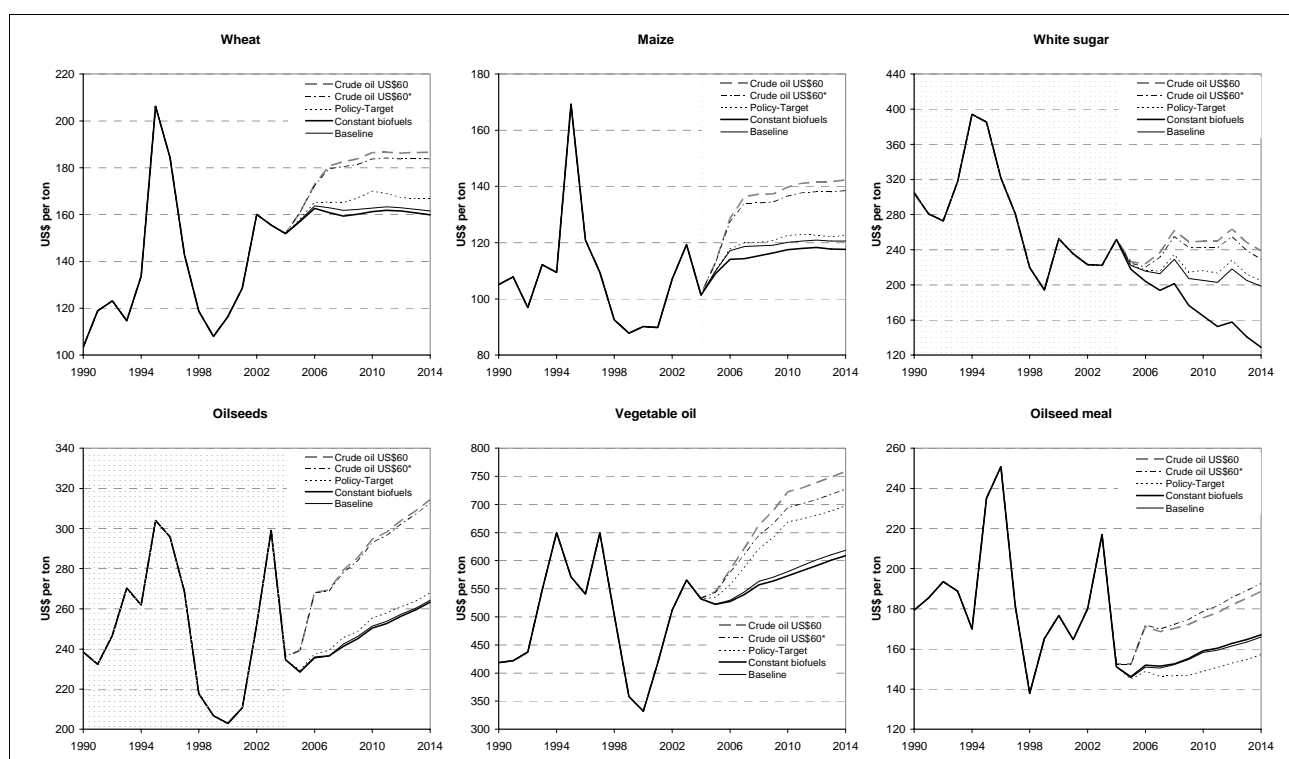 Wheat
US$ per ton
220
200
180
160
140
120
100
1990 1994 1998 2002 2006 2010 2014
Crude oil US$60
Crude oil US$60*
Policy-Target
Constant biofuels
Baseline
Maize
US$ per ton
180
160
140
120
100
80
1990 1994 1998 2002 2006 2010 2014
Crude oil US$60
Crude oil US$60*
Policy-Target
Constant biofuels
Baseline
White sugar
US$ per ton
440
400
360
320
280
240
200
160
120
1990 1994 1998 2002 2006 2010 2014
Crude oil US$60
Crude oil US$60*
Policy-Target
Constant biofuels
Baseline
Oilseeds
US$ per ton
340
320
300
280
260
240
220
200
1990 1994 1998 2002 2006 2010 2014
Crude oil US$60
Crude oil US$60*
Policy-Target
Constant biofuels
Baseline
Vegetable oil
US$ per ton
800
750
700
650
600
550
500
450
400
350
300
1990 1994 1998 2002 2006 2010 2014
Crude oil US$60
Crude oil US$60*
Policy-Target
Constant biofuels
Baseline
Oilseed meal
US$ per ton
260
240
220
200
180
160
140
120
1990 1994 1998 2002 2006 2010 2014
Crude oil US$60
Crude oil US$60*
Policy-Target
Constant biofuels
Baseline